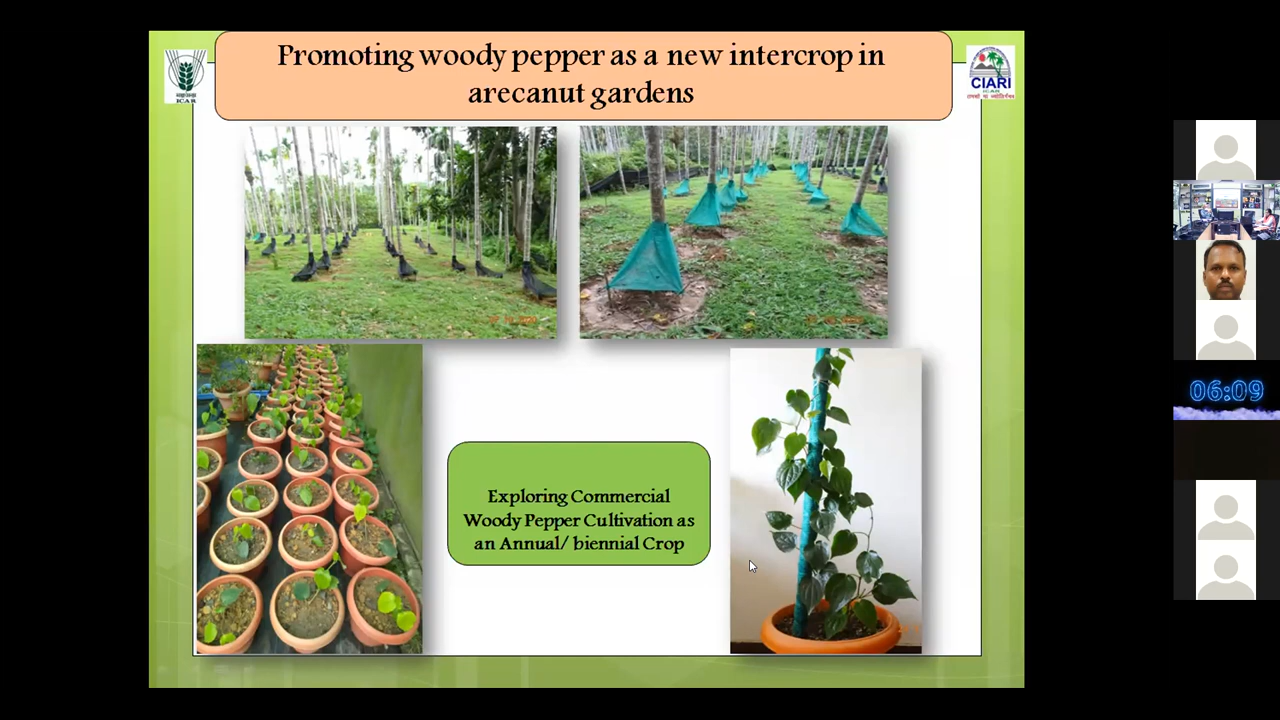 Promoting woody pepper as a new intercrop in
arecanut gardens
ICAR
CIARI
ICAR
Exploring Commercial
Woody Pepper Cultivation as
an Annual/ biennial Crop
06:09